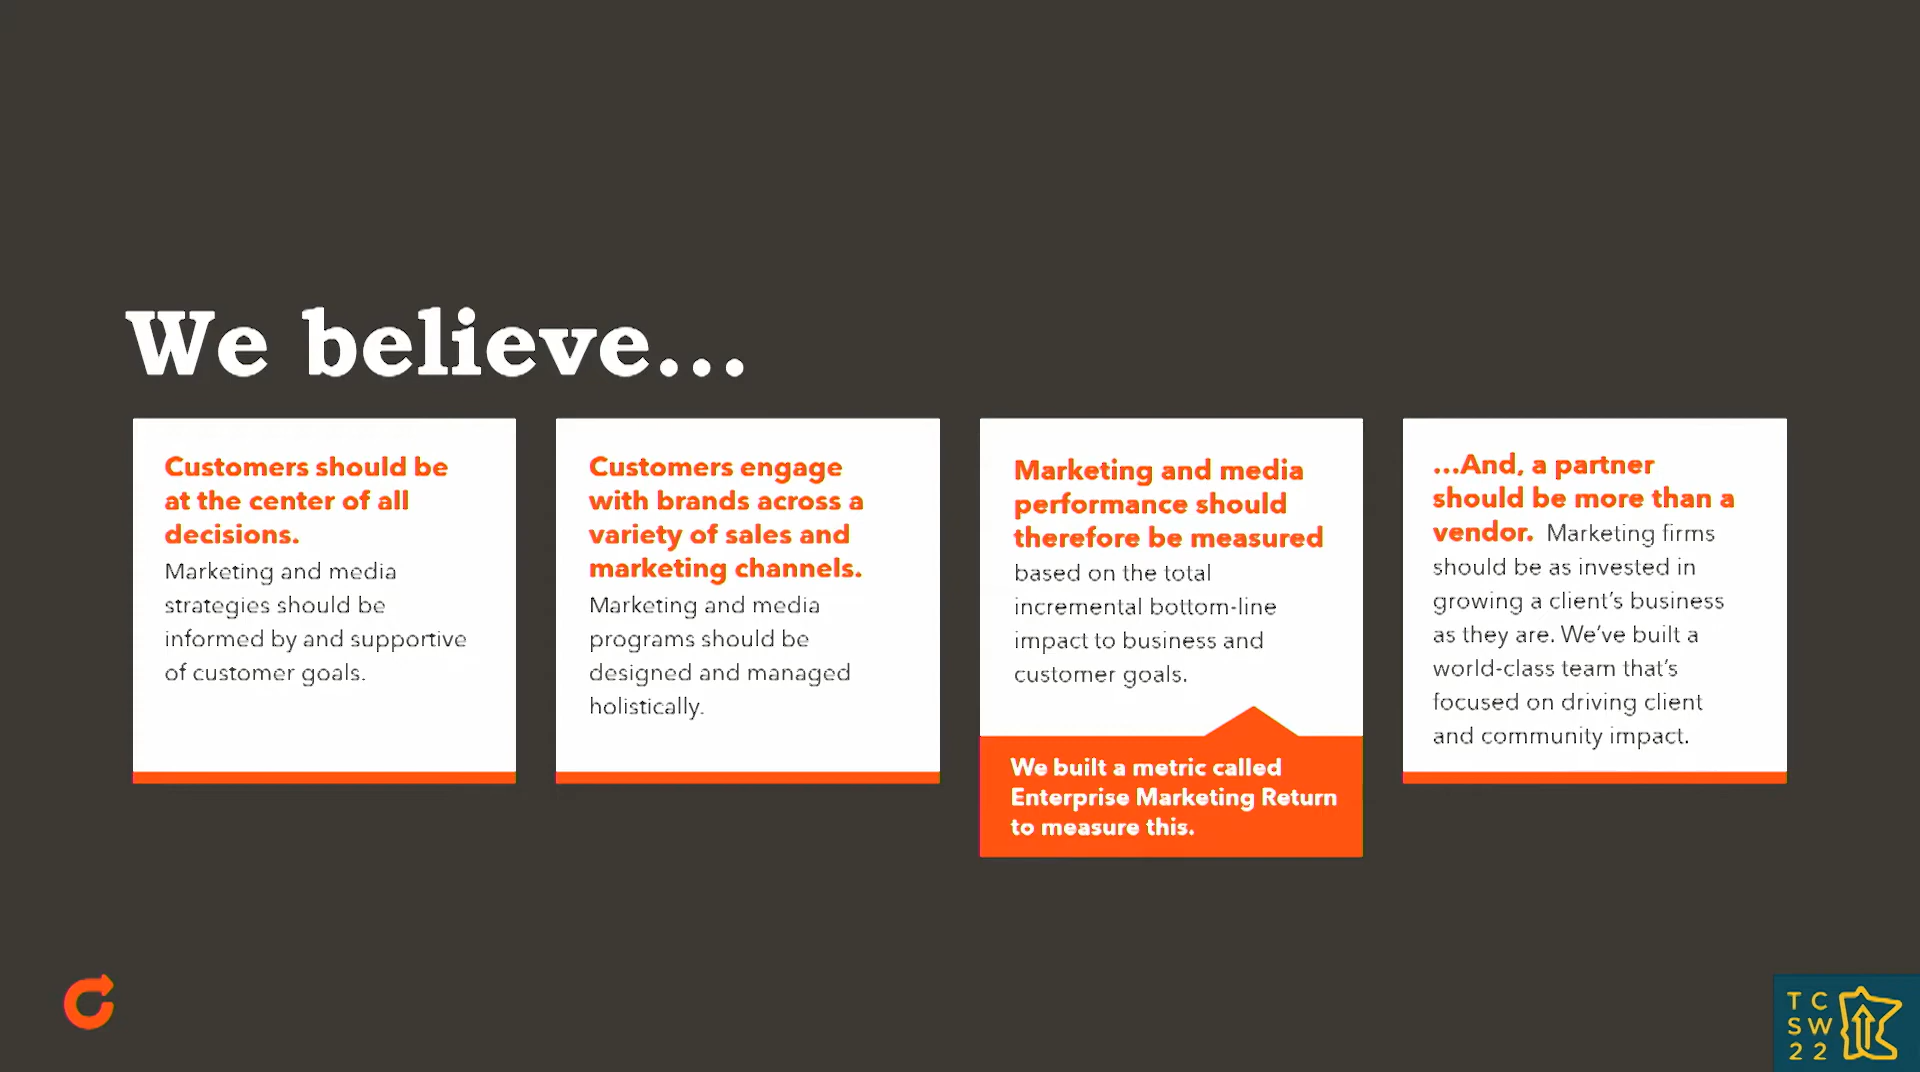 We believe...
Customers should be
at the center of all
decisions.
Marketing and media
strategies should be
informed by and supportive
of customer goals.
Customers engage
with brands across a
variety of sales and
marketing channels.
Marketing and media
programs should be
designed and managed
holistically.
Marketing and media
performance should
therefore be measured
based on the total
incremental bottom-line
impact to business and
customer goals.
We built a metric called
Enterprise Marketing Return
to measure this.
...And, a partner
should be more than a
vendor. Marketing firms
should be as invested in
growing a client's business
as they are. We've built a
world-class team that's
focused on driving client
and community impact.
T C
S W
2 2